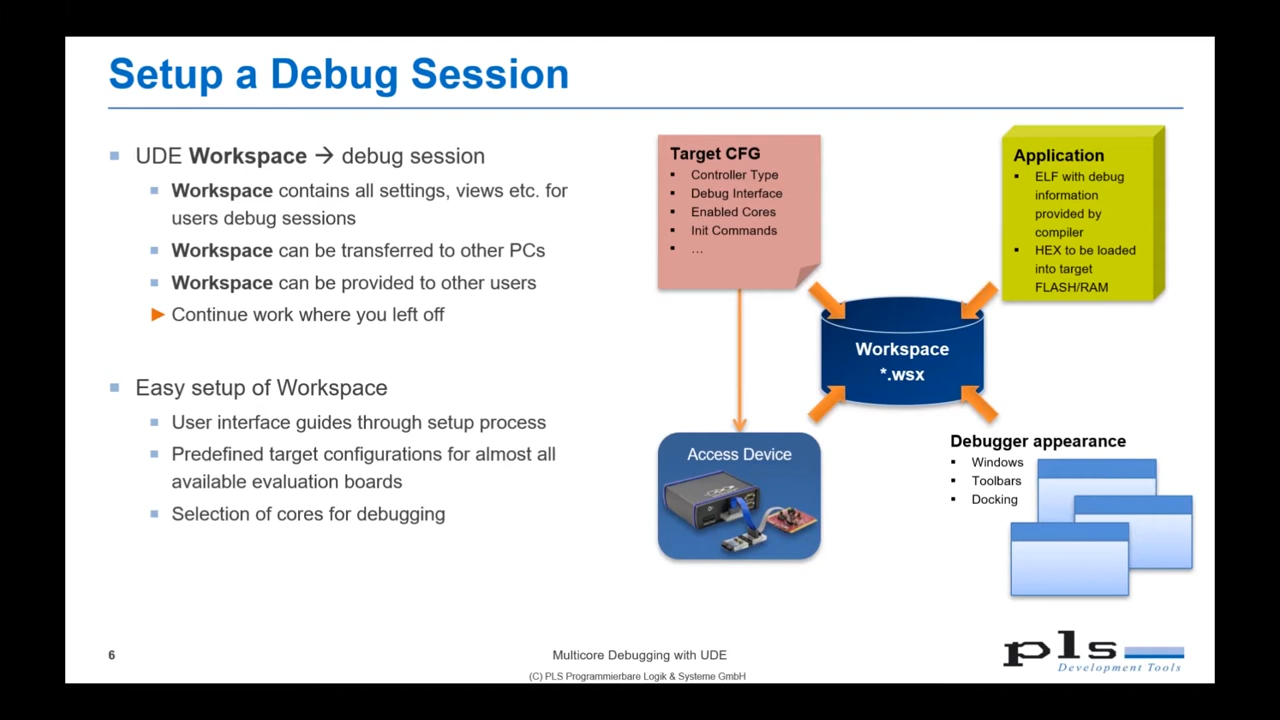 Setup a Debug Session
UDE Workspace → debug session
Workspace contains all settings, views etc. for
users debug sessions
Workspace can be transferred to other PCs
Workspace can be provided to other users
Continue work where you left off
Easy setup of Workspace
User interface guides through setup process
Predefined target configurations for almost all
available evaluation boards
Selection of cores for debugging
Target CFG
Controller Type
Debug Interface
Enabled Cores
Init Commands
...
Application
ELF with debug
information
provided by
compiler
HEX to be loaded
into target
FLASH/RAM
Workspace
*.wsx
Access Device
Debugger appearance
Windows
Toolbars
Docking
6
Multicore Debugging with UDE
(C) PLS Programmierbare Logik & Systeme GmbH
pls
Development Tools